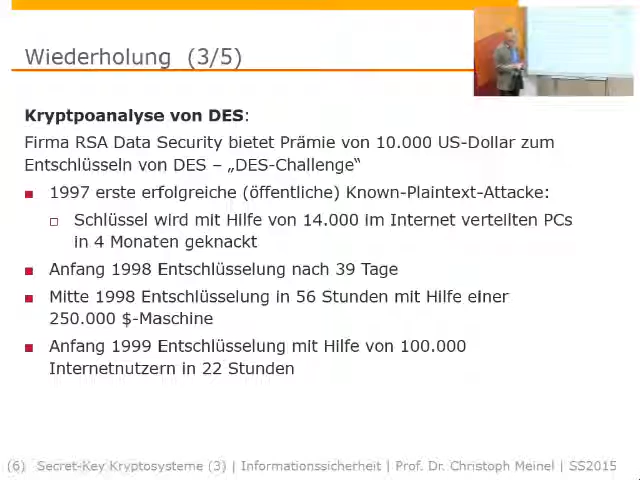 Wiederholung (3/5)
Kryptpoanalyse von DES:
Firma RSA Data Security bietet Prämie von 10.000 US-Dollar zum
Entschlüsseln von DES – „DES-Challenge“
■ 1997 erste erfolgreiche (öffentliche) Known-Plaintext-Attacke:
□ Schlüssel wird mit Hilfe von 14.000 im Internet verteilten PCs
in 4 Monaten geknackt
■ Anfang 1998 Entschlüsselung nach 39 Tage
■ Mitte 1998 Entschlüsselung in 56 Stunden mit Hilfe einer
250.000 $-Maschine
■ Anfang 1999 Entschlüsselung mit Hilfe von 100.000
Internetnutzern in 22 Stunden
(6) Secret-Key Kryptosysteme (3) | Informationssicherheit | Prof. Dr. Christoph Meinel | SS2015